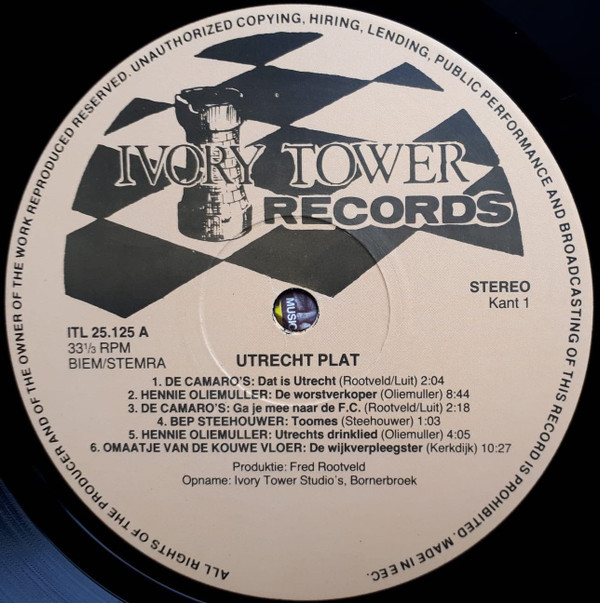 ALL RIGHTS OF THE PRODUCER AND OF THE OWNER OF THE WORK REPRODUCED RESERVED. UNAUTHORIZED COPYING, HIRING, LENDING, PUBLIC PERFORMANCE AND BROADCASTING OF THIS RECORD IS PROHIBITED. MADE IN EEC.
IVORY TOWER
RECORDS
STEREO
Kant 1
MUSIC
ITL 25.125 A
33⅓ RPM
BIEM/STEMRA
UTRECHT PLAT
1. DE CAMARO'S: Dat is Utrecht (Rootveld/Luit) 2:04
2. HENNIE OLIEMULLER: De worstverkoper (Oliemuller) 8:44
3. DE CAMARO'S: Ga je mee naar de F.C. (Rootveld/Luit) 2:18
4. BEP STEEHOUWER: Toomes (Steehouwer) 1:03
5. HENNIE OLIEMULLER: Utrechts drinklied (Oliemuller) 4:05
6. OMAATJE VAN DE KOUWE VLOER: De wijkverpleegster (Kerkdijk) 10:27
Produktie: Fred Rootveld
Opname: Ivory Tower Studio's, Bornerbroek